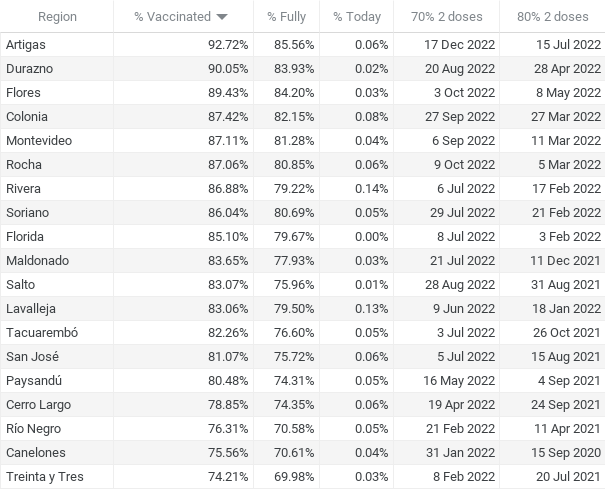 Region % Vaccinated % Fully % Today 70% 2 doses 80% 2 doses
Artigas 92.72% 85.56% 0.06% 17 Dec 2022 15 Jul 2022
Durazno 90.05% 83.93% 0.02% 20 Aug 2022 28 Apr 2022
Flores 89.43% 84.20% 0.03% 3 Oct 2022 8 May 2022
Colonia 87.42% 82.15% 0.08% 27 Sep 2022 27 Mar 2022
Montevideo 87.11% 81.28% 0.04% 6 Sep 2022 11 Mar 2022
Rocha 87.06% 80.85% 0.06% 9 Oct 2022 5 Mar 2022
Rivera 86.88% 79.22% 0.14% 6 Jul 2022 17 Feb 2022
Soriano 86.04% 80.69% 0.05% 29 Jul 2022 21 Feb 2022
Florida 85.10% 79.67% 0.00% 8 Jul 2022 3 Feb 2022
Maldonado 83.65% 77.93% 0.03% 21 Jul 2022 11 Dec 2021
Salto 83.07% 75.96% 0.01% 28 Aug 2022 31 Aug 2021
Lavalleja 83.06% 79.50% 0.13% 9 Jun 2022 18 Jan 2022
Tacuarembó 82.26% 76.60% 0.05% 3 Jul 2022 26 Oct 2021
San José 81.07% 75.72% 0.06% 5 Jul 2022 15 Aug 2021
Paysandú 80.48% 74.31% 0.05% 16 May 2022 4 Sep 2021
Cerro Largo 78.85% 74.35% 0.06% 19 Apr 2022 24 Sep 2021
Río Negro 76.31% 70.58% 0.05% 21 Feb 2022 11 Apr 2021
Canelones 75.56% 70.61% 0.04% 31 Jan 2022 15 Sep 2020
Treinta y Tres 74.21% 69.98% 0.03% 8 Feb 2022 20 Jul 2021